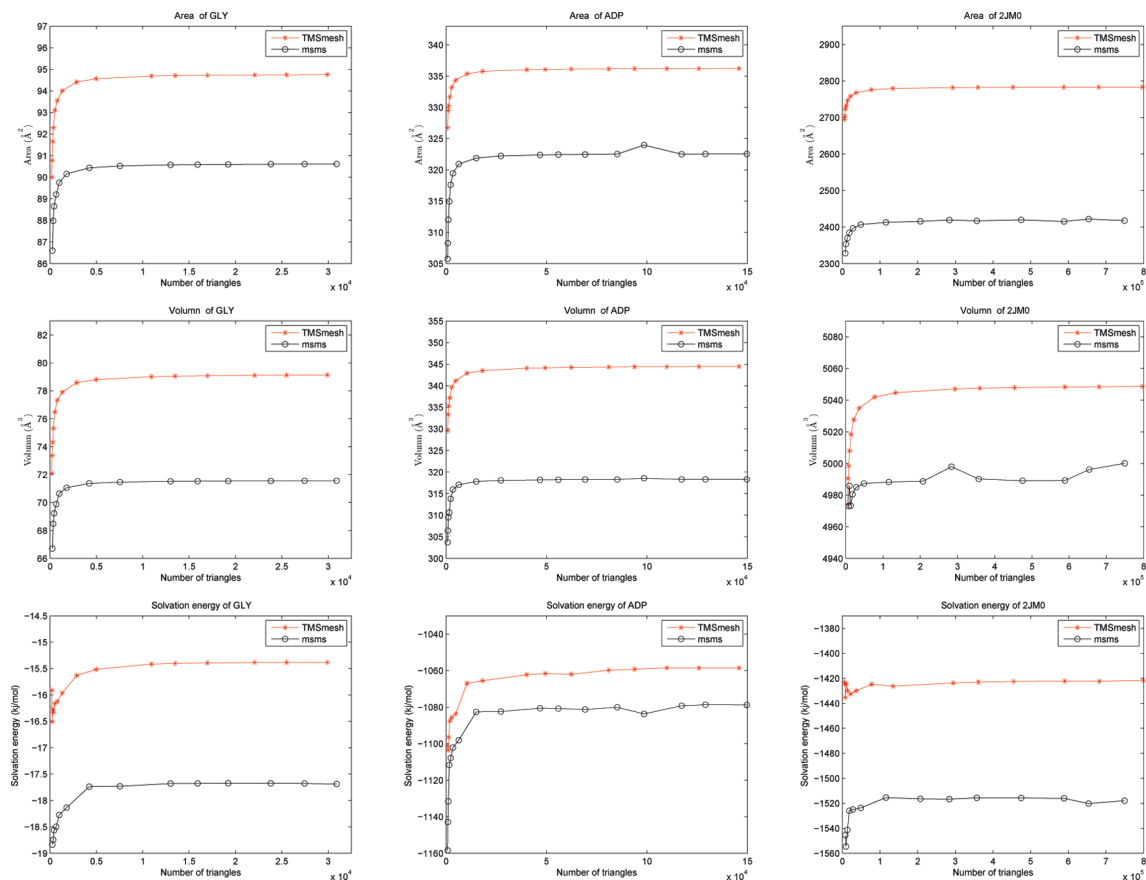 Area of GLY
97
96
95
94
93
92
91
90
89
88
87
86
Area (Å²)
TMSmesh
msms
0 0.5 1 1.5 2 2.5 3
Number of triangles
x 10⁴
Area of ADP
340
335
330
325
320
315
310
305
Area (Å²)
TMSmesh
msms
0 5 10 15
Number of triangles
x 10⁴
Area of 2JM0
2900
2800
2700
2600
2500
2400
2300
Area (Å²)
TMSmesh
msms
0 1 2 3 4 5 6 7 8
Number of triangles
x 10⁵
Volumn of GLY
82
80
78
76
74
72
70
68
66
Volumn (Å³)
TMSmesh
msms
0 0.5 1 1.5 2 2.5 3
Number of triangles
x 10⁴
Volumn of ADP
355
350
345
340
335
330
325
320
315
310
305
300
Volumn (Å³)
TMSmesh
msms
0 5 10 15
Number of triangles
x 10⁴
Volumn of 2JM0
5080
5060
5040
5020
5000
4980
4960
4940
Volumn (Å³)
TMSmesh
msms
0 1 2 3 4 5 6 7 8
Number of triangles
x 10⁵
Solvation energy of GLY
−14.5
−15
−15.5
−16
−16.5
−17
−17.5
−18
−18.5
−19
Solvation energy (kj/mol)
TMSmesh
msms
0 0.5 1 1.5 2 2.5 3
Number of triangles
x 10⁴
Solvation energy of ADP
−1040
−1060
−1080
−1100
−1120
−1140
−1160
Solvation energy (kj/mol)
TMSmesh
msms
0 5 10 15
Number of triangles
x 10⁴
Solvation energy of 2JM0
−1380
−1400
−1420
−1440
−1460
−1480
−1500
−1520
−1540
−1560
Solvation energy (kj/mol)
TMSmesh
msms
0 1 2 3 4 5 6 7 8
Number of triangles
x 10⁵